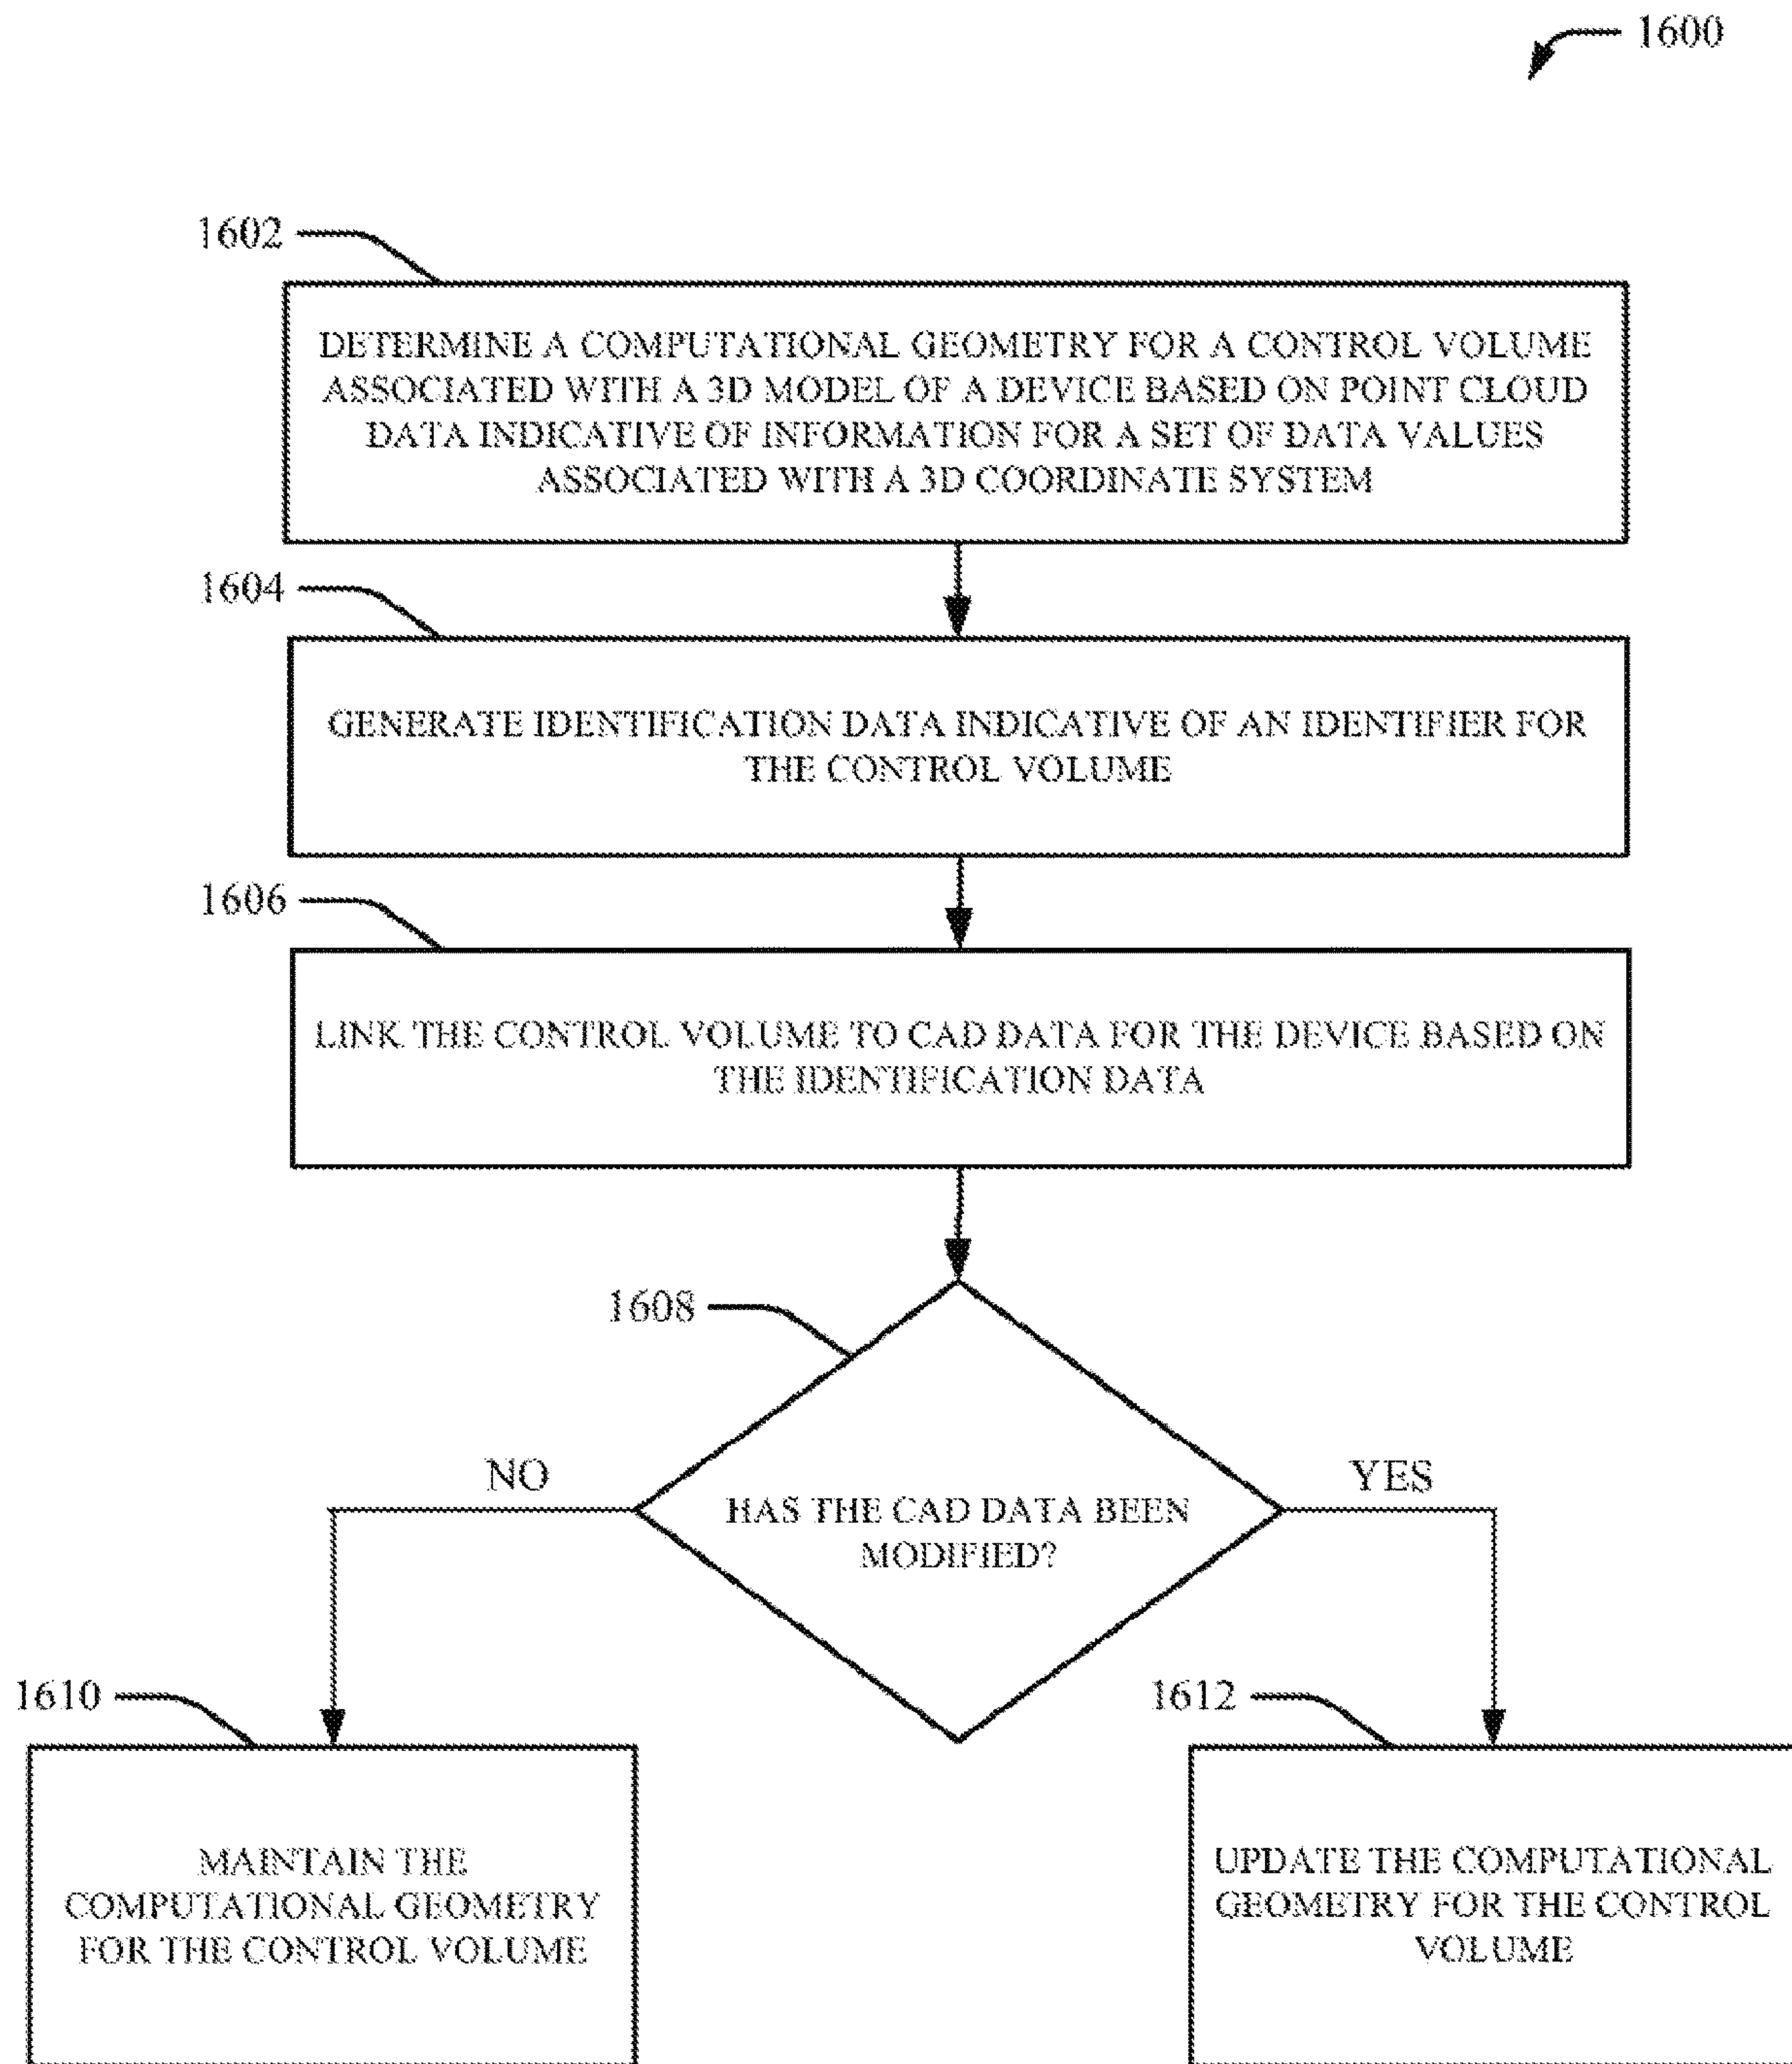 1600
1602
DETERMINE A COMPUTATIONAL GEOMETRY FOR A CONTROL VOLUME
ASSOCIATED WITH A 3D MODEL OF A DEVICE BASED ON POINT CLOUD
DATA INDICATIVE OF INFORMATION FOR A SET OF DATA VALUES
ASSOCIATED WITH A 3D COORDINATE SYSTEM
1604
GENERATE IDENTIFICATION DATA INDICATIVE OF AN IDENTIFIER FOR
THE CONTROL VOLUME
1606
LINK THE CONTROL VOLUME TO CAD DATA FOR THE DEVICE BASED ON
THE IDENTIFICATION DATA
1608
HAS THE CAD DATA BEEN
MODIFIED?
NO
YES
1610
MAINTAIN THE
COMPUTATIONAL GEOMETRY
FOR THE CONTROL VOLUME
1612
UPDATE THE COMPUTATIONAL
GEOMETRY FOR THE CONTROL
VOLUME